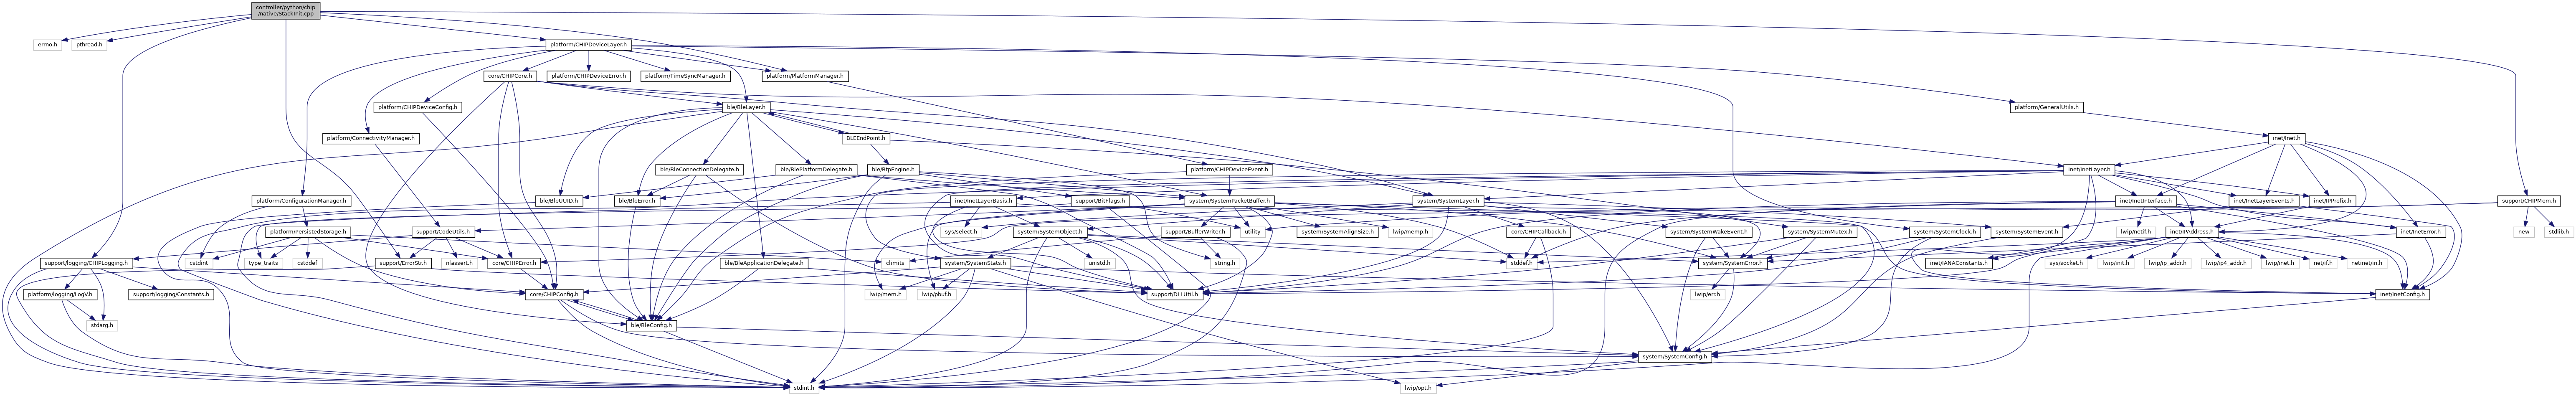 controller/python/chip
/native/StackInit.cpp
errno.h
pthread.h
platform/CHIPDeviceLayer.h
core/CHIPCore.h
platform/CHIPDeviceError.h
platform/TimeSyncManager.h
platform/PlatformManager.h
platform/CHIPDeviceConfig.h
ble/BleLayer.h
platform/GeneralUtils.h
platform/ConnectivityManager.h
BLEEndPoint.h
inet/Inet.h
ble/BleConnectionDelegate.h
ble/BlePlatformDelegate.h
ble/BtpEngine.h
platform/CHIPDeviceEvent.h
inet/InetLayer.h
platform/ConfigurationManager.h
ble/BleUUID.h
ble/BleError.h
inet/InetLayerBasis.h
support/BitFlags.h
system/SystemPacketBuffer.h
system/SystemLayer.h
inet/InetInterface.h
inet/InetLayerEvents.h
inet/IPPrefix.h
support/CHIPMem.h
platform/PersistedStorage.h
support/CodeUtils.h
sys/select.h
system/SystemObject.h
support/BufferWriter.h
utility
system/SystemAlignSize.h
lwip/memp.h
core/CHIPCallback.h
system/SystemWakeEvent.h
system/SystemMutex.h
system/SystemClock.h
system/SystemEvent.h
lwip/netif.h
inet/IPAddress.h
inet/InetError.h
new
stdlib.h
support/logging/CHIPLogging.h
cstdint
type_traits
cstddef
support/ErrorStr.h
nlassert.h
core/CHIPError.h
ble/BleApplicationDelegate.h
climits
system/SystemStats.h
unistd.h
string.h
stddef.h
system/SystemError.h
inet/IANAConstants.h
sys/socket.h
lwip/init.h
lwip/ip_addr.h
lwip/ip4_addr.h
lwip/inet.h
net/if.h
netinet/in.h
platform/logging/LogV.h
support/logging/Constants.h
core/CHIPConfig.h
lwip/mem.h
lwip/pbuf.h
support/DLLUtil.h
lwip/err.h
inet/InetConfig.h
stdarg.h
ble/BleConfig.h
system/SystemConfig.h
stdint.h
lwip/opt.h